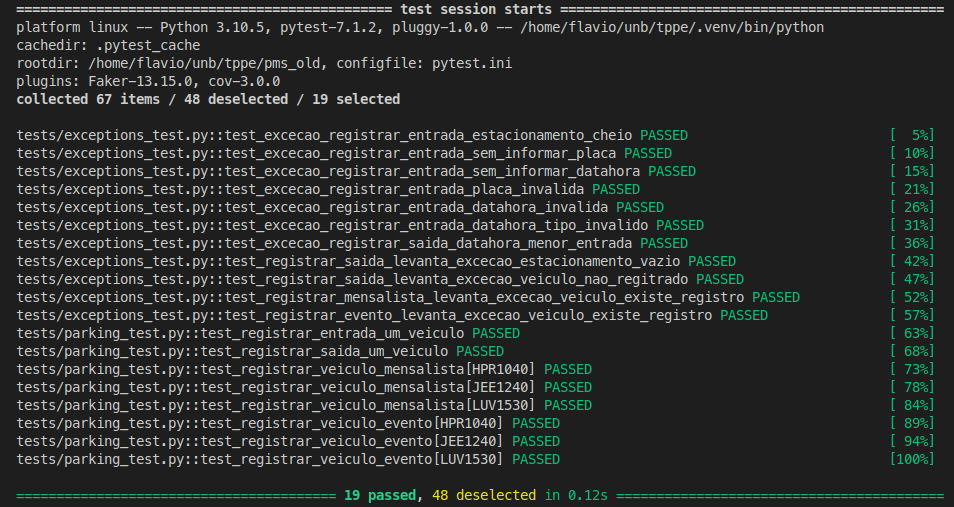 =============================================== test session starts ================================================
platform linux -- Python 3.10.5, pytest-7.1.2, pluggy-1.0.0 -- /home/flavio/unb/tppe/.venv/bin/python
cachedir: .pytest_cache
rootdir: /home/flavio/unb/tppe/pms_old, configfile: pytest.ini
plugins: Faker-13.15.0, cov-3.0.0
collected 67 items / 48 deselected / 19 selected
tests/exceptions_test.py::test_excecao_registrar_entrada_estacionamento_cheio PASSED [  5%]
tests/exceptions_test.py::test_excecao_registrar_entrada_sem_informar_placa PASSED [ 10%]
tests/exceptions_test.py::test_excecao_registrar_entrada_sem_informar_datahora PASSED [ 15%]
tests/exceptions_test.py::test_excecao_registrar_entrada_placa_invalida PASSED [ 21%]
tests/exceptions_test.py::test_excecao_registrar_entrada_datahora_invalida PASSED [ 26%]
tests/exceptions_test.py::test_excecao_registrar_entrada_datahora_tipo_invalido PASSED [ 31%]
tests/exceptions_test.py::test_excecao_registrar_saida_datahora_menor_entrada PASSED [ 36%]
tests/exceptions_test.py::test_registrar_saida_levanta_excecao_estacionamento_vazio PASSED [ 42%]
tests/exceptions_test.py::test_registrar_saida_levanta_excecao_veiculo_nao_regitrado PASSED [ 47%]
tests/exceptions_test.py::test_registrar_mensalista_levanta_excecao_veiculo_existe_registro PASSED [ 52%]
tests/exceptions_test.py::test_registrar_evento_levanta_excecao_veiculo_existe_registro PASSED [ 57%]
tests/parking_test.py::test_registrar_entrada_um_veiculo PASSED [ 63%]
tests/parking_test.py::test_registrar_saida_um_veiculo PASSED [ 68%]
tests/parking_test.py::test_registrar_veiculo_mensalista[HPR1040] PASSED [ 73%]
tests/parking_test.py::test_registrar_veiculo_mensalista[JEE1240] PASSED [ 78%]
tests/parking_test.py::test_registrar_veiculo_mensalista[LUV1530] PASSED [ 84%]
tests/parking_test.py::test_registrar_veiculo_evento[HPR1040] PASSED [ 89%]
tests/parking_test.py::test_registrar_veiculo_evento[JEE1240] PASSED [ 94%]
tests/parking_test.py::test_registrar_veiculo_evento[LUV1530] PASSED [100%]
======================================== 19 passed, 48 deselected in 0.12s =========================================